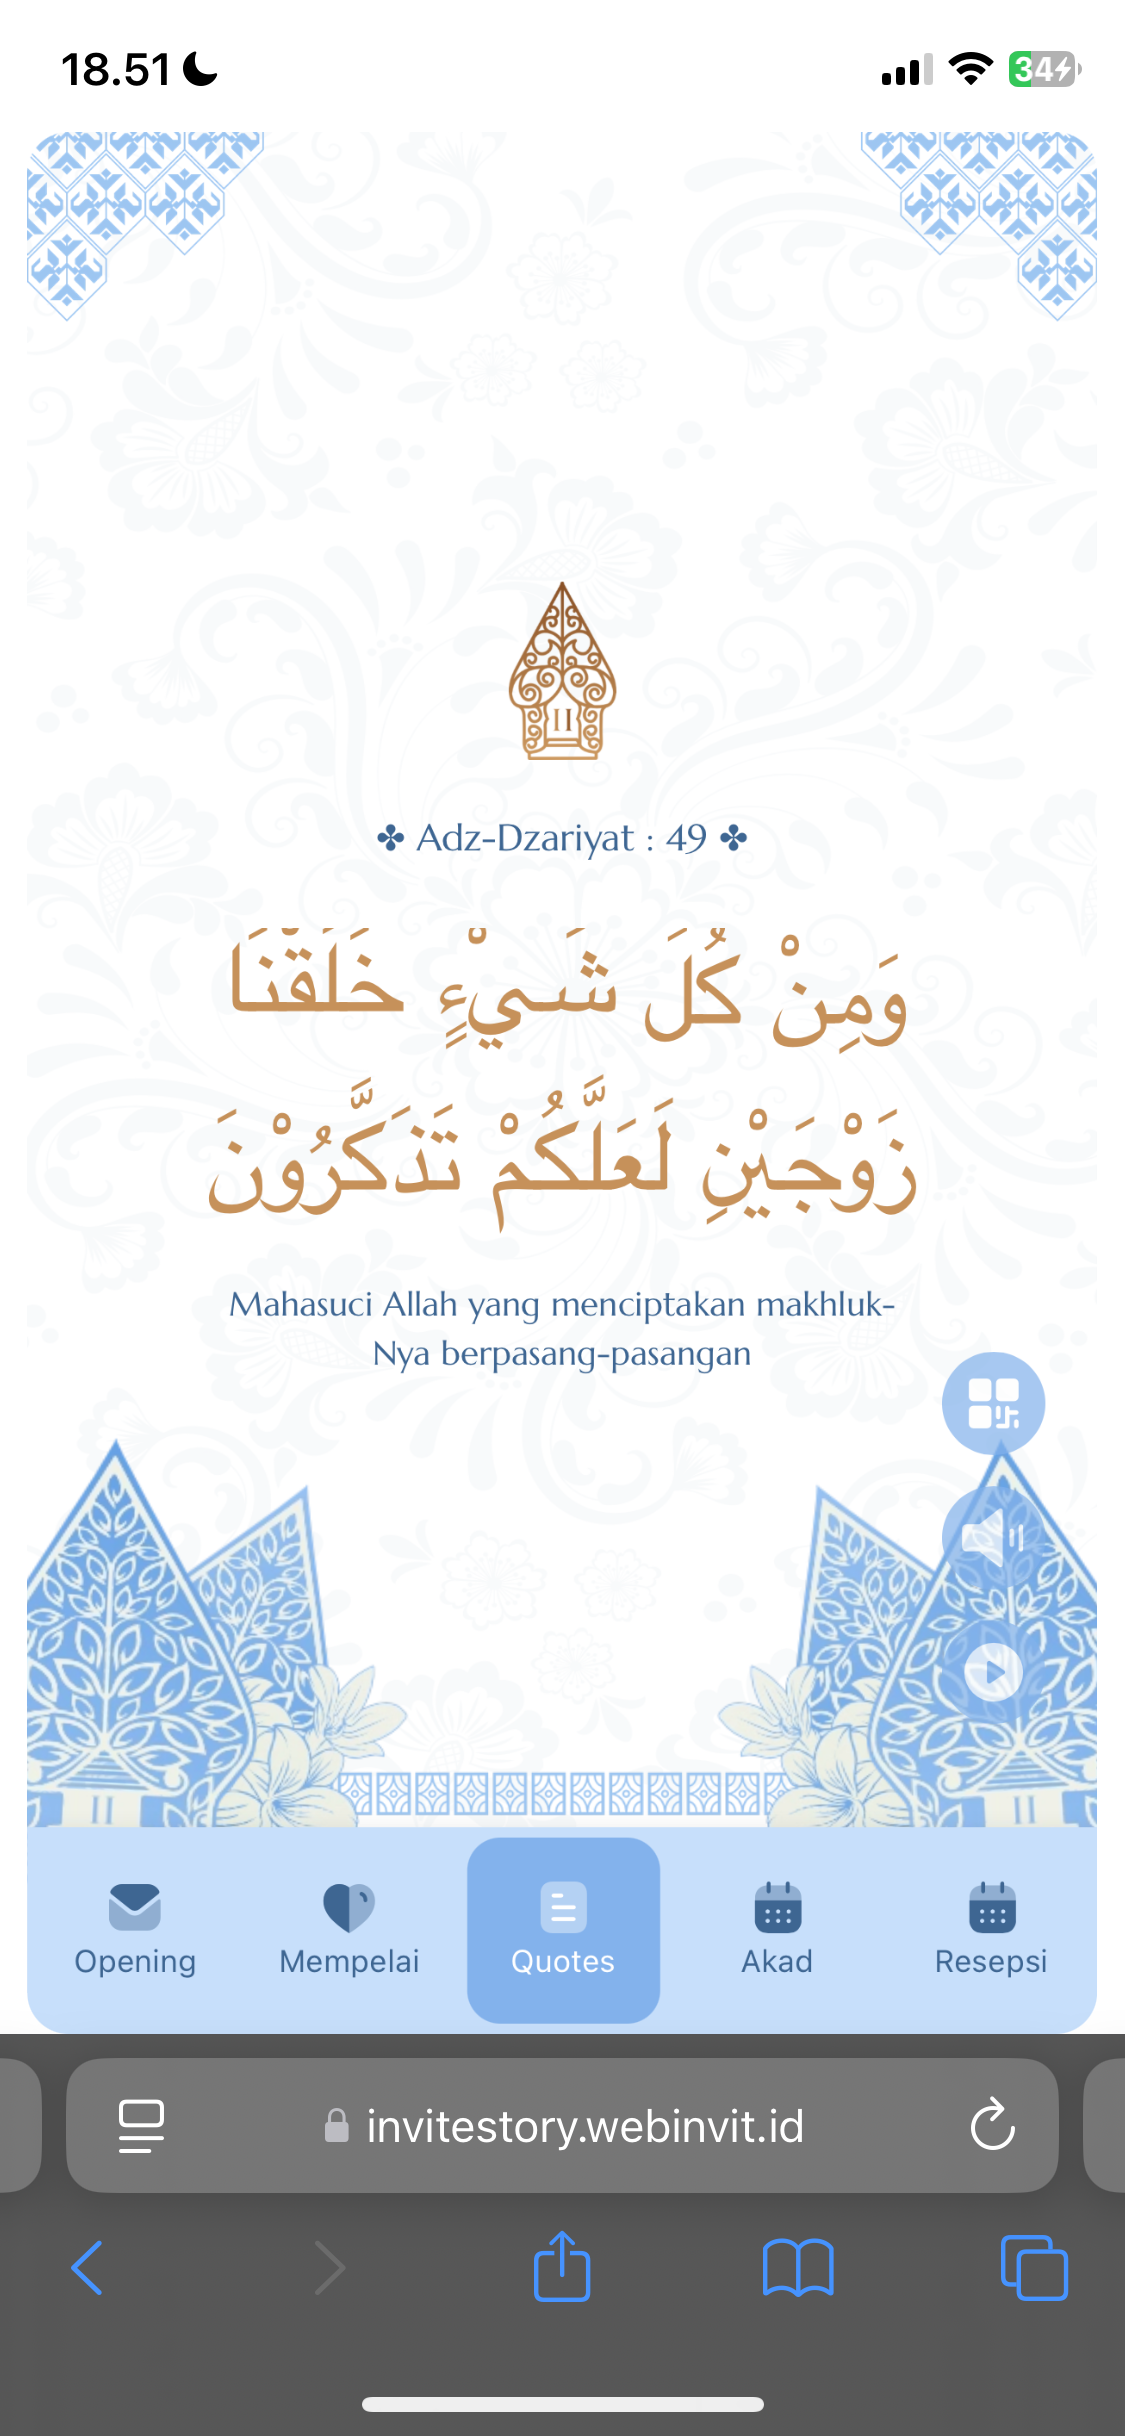 18.51
34
✤ Adz-Dzariyat : 49 ✤
وَمِنْ كُلَ شَيْءٍ خَلَقْنَا
زَوْجَيْنِ لَعَلَّكُمْ تَذَكَّرُوْنَ
Mahasuci Allah yang menciptakan makhluk-
Nya berpasang-pasangan
Opening
Mempelai
Quotes
Akad
Resepsi
invitestory.webinvit.id